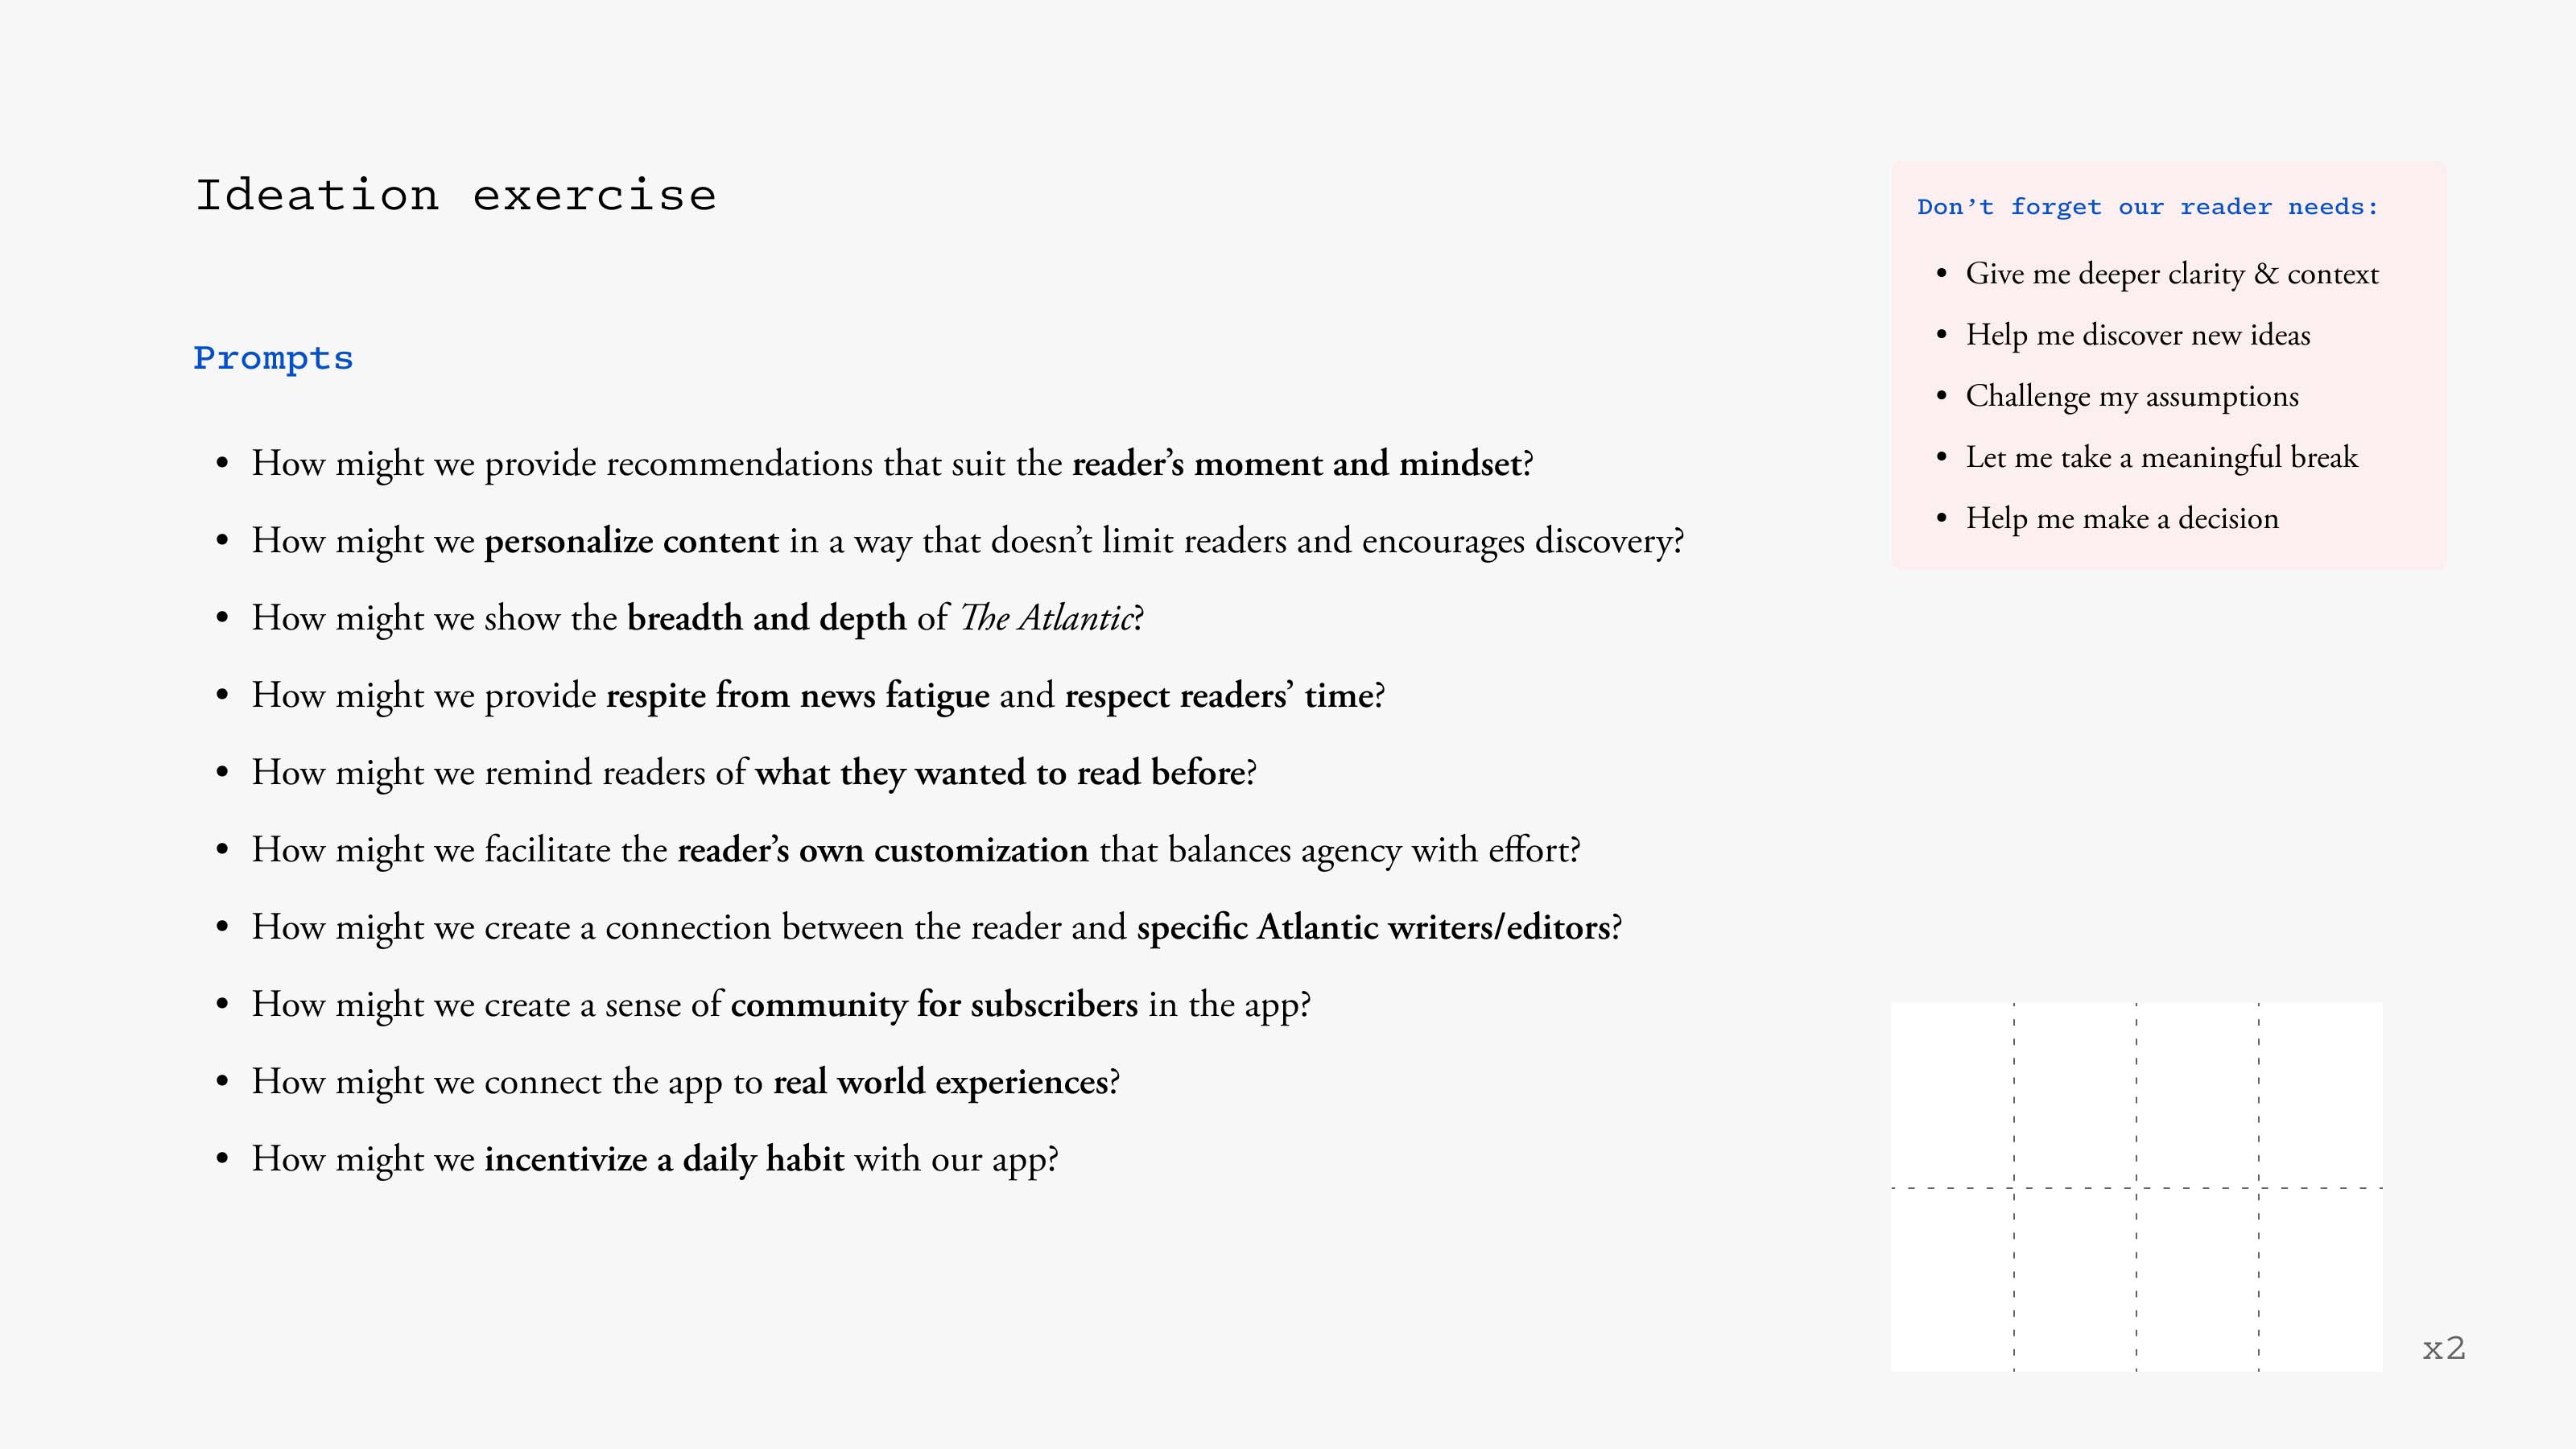 Ideation exercise
Prompts
• How might we provide recommendations that suit the reader’s moment and mindset?
• How might we personalize content in a way that doesn’t limit readers and encourages discovery?
• How might we show the breadth and depth of The Atlantic?
• How might we provide respite from news fatigue and respect readers’ time?
• How might we remind readers of what they wanted to read before?
• How might we facilitate the reader’s own customization that balances agency with effort?
• How might we create a connection between the reader and specific Atlantic writers/editors?
• How might we create a sense of community for subscribers in the app?
• How might we connect the app to real world experiences?
• How might we incentivize a daily habit with our app?
Don’t forget our reader needs:
• Give me deeper clarity & context
• Help me discover new ideas
• Challenge my assumptions
• Let me take a meaningful break
• Help me make a decision
x2